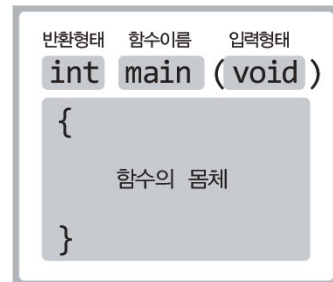 반환형태 함수이름 입력형태
int main (void)
{
함수의 몸체
}